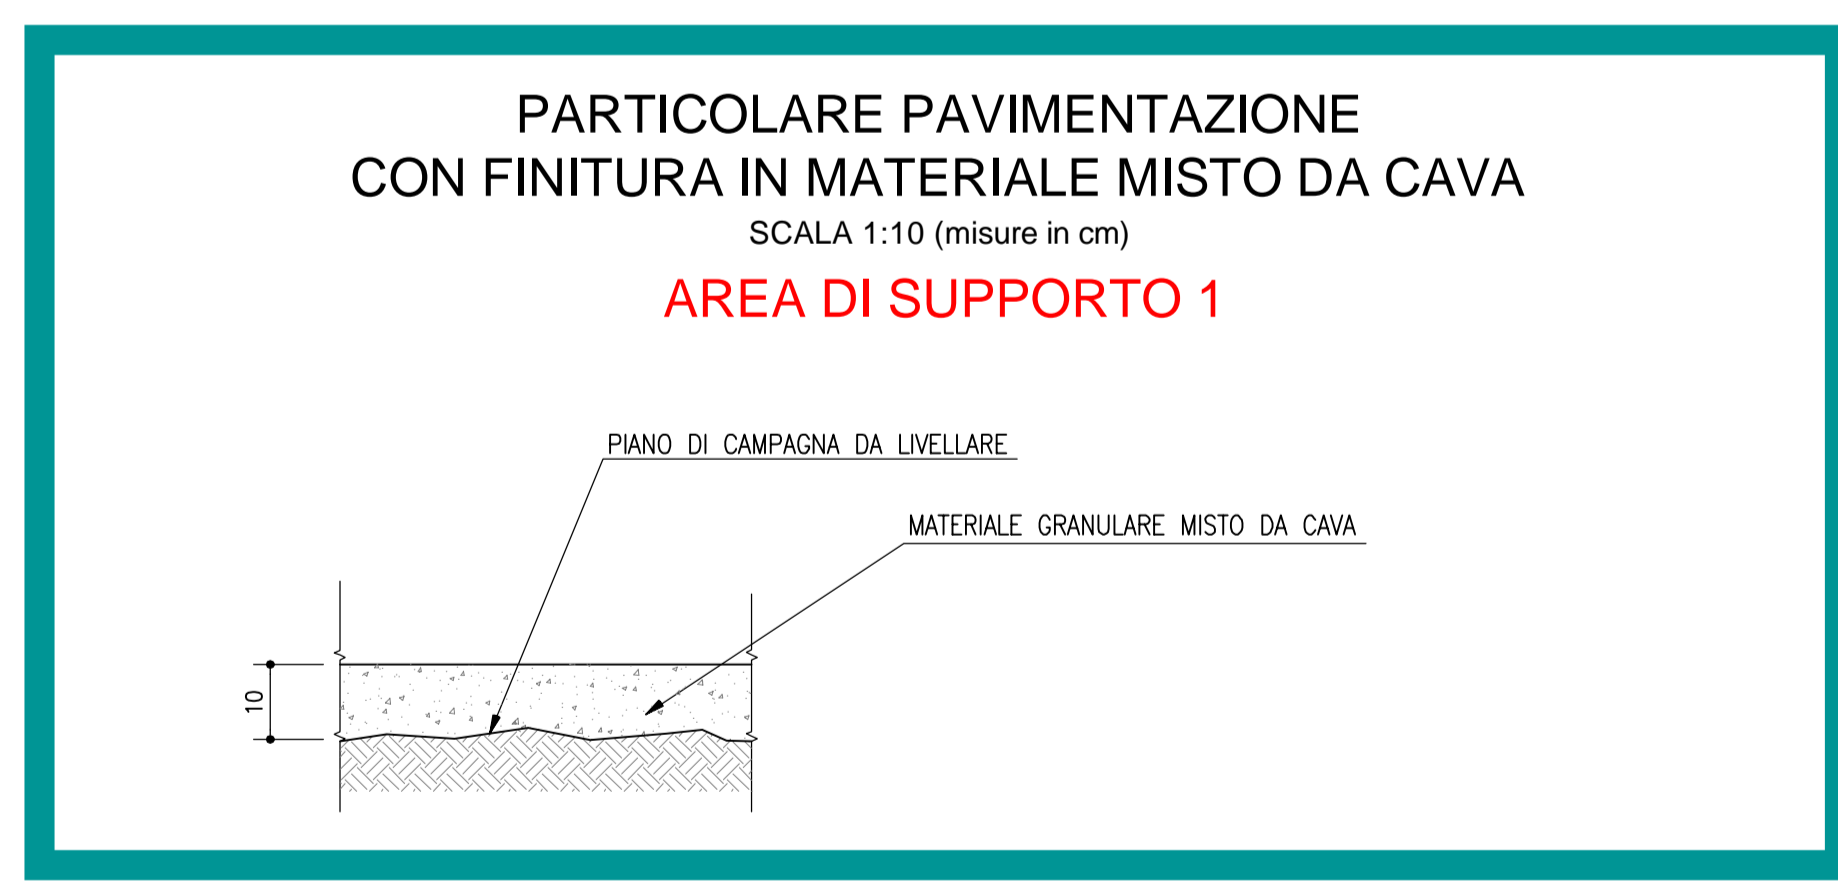 PARTICOLARE PAVIMENTAZIONE
CON FINITURA IN MATERIALE MISTO DA CAVA
SCALA 1:10 (misure in cm)
AREA DI SUPPORTO 1
PIANO DI CAMPAGNA DA LIVELLARE
MATERIALE GRANULARE MISTO DA CAVA
10